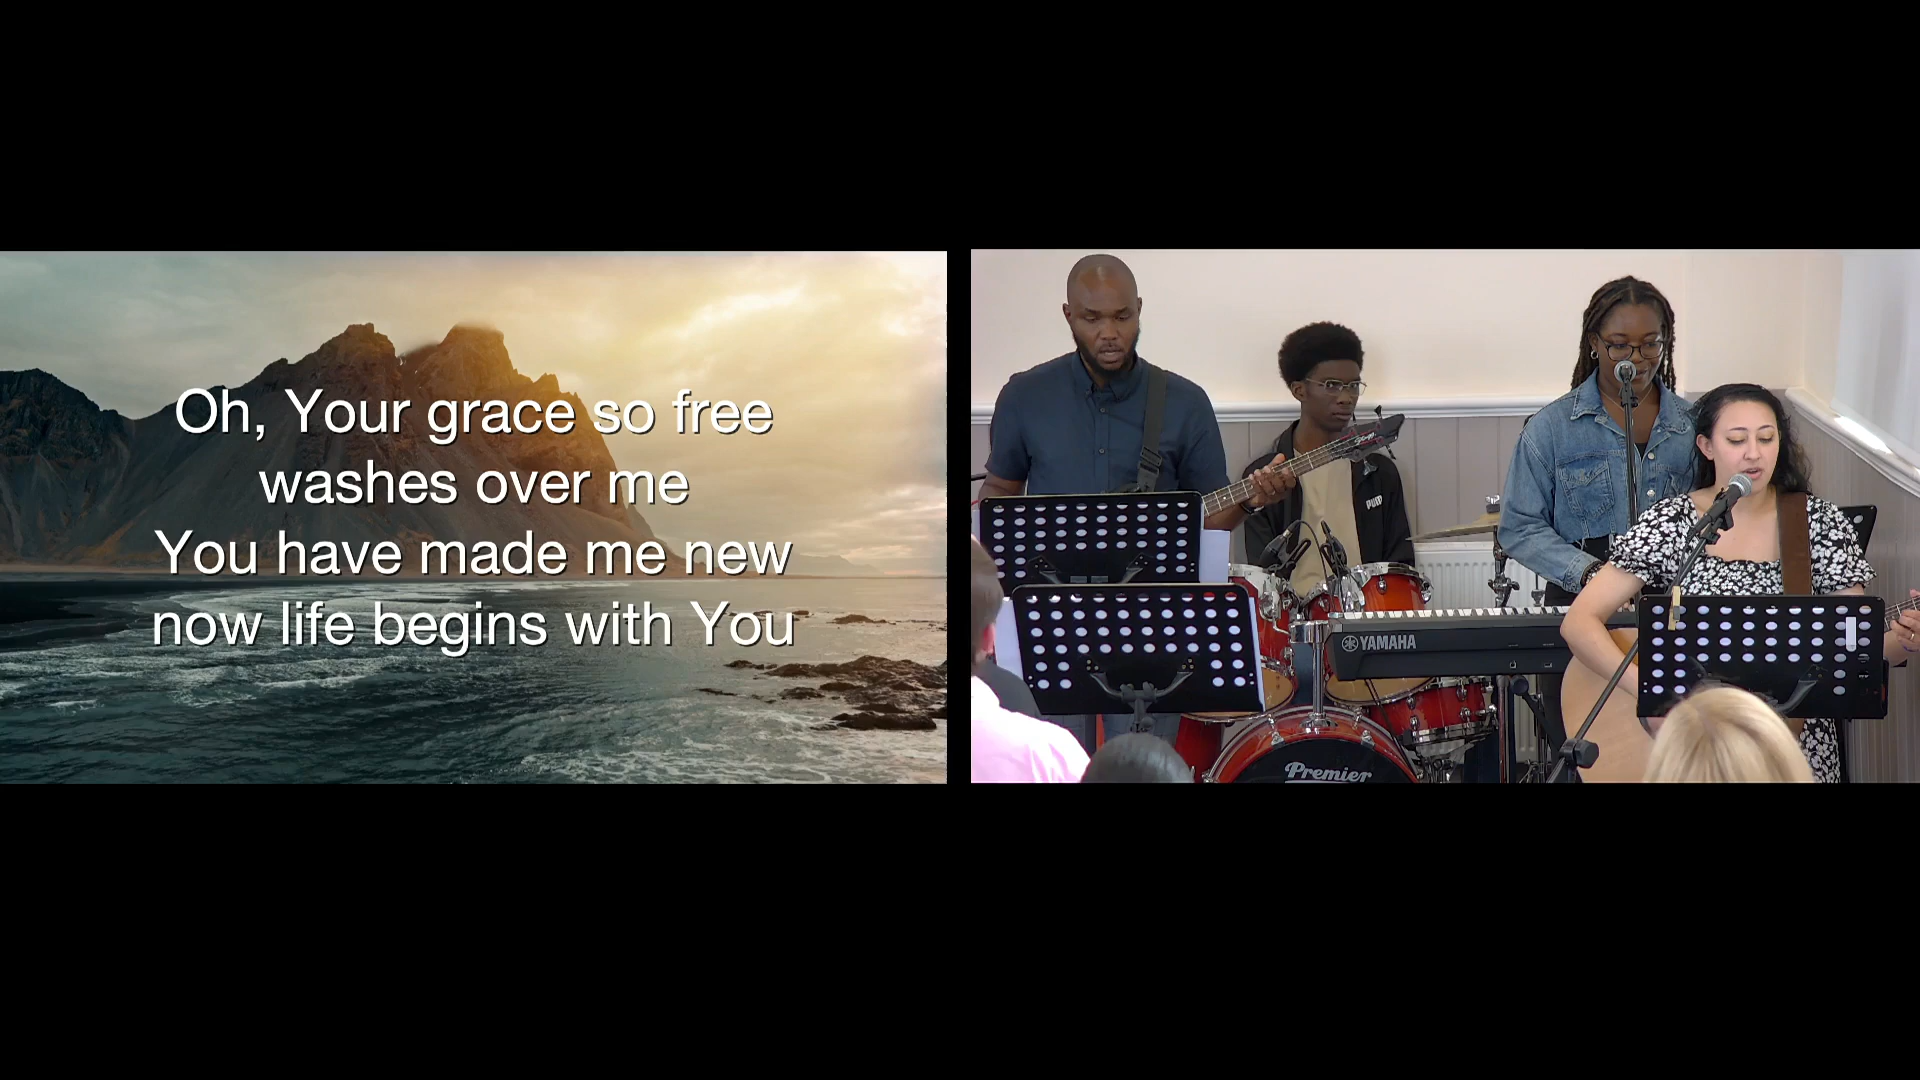 Oh, Your grace so free
washes over me
You have made me new
now life begins with You
PUMA
YAMAHA
Premier